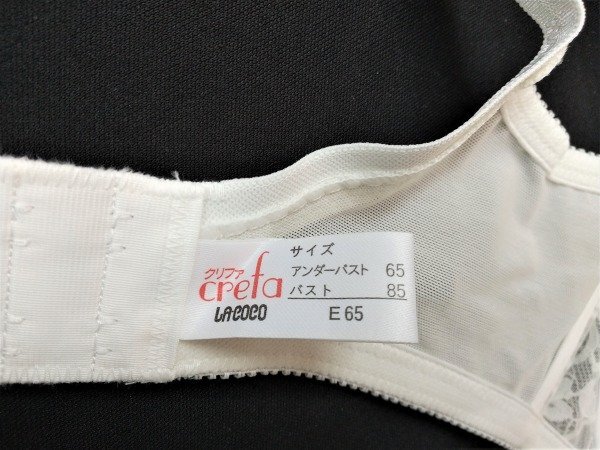 クリファ
crefa
LACOCO
サイズ
アンダーバスト 65
バスト 85
E65